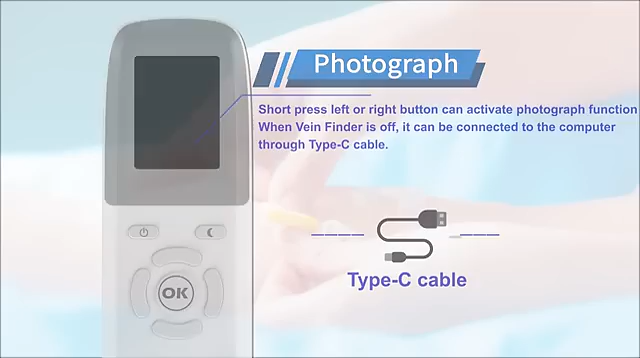 Photograph
Short press left or right button can activate photograph function
When Vein Finder is off, it can be connected to the computer
through Type-C cable.
OK
Type-C cable